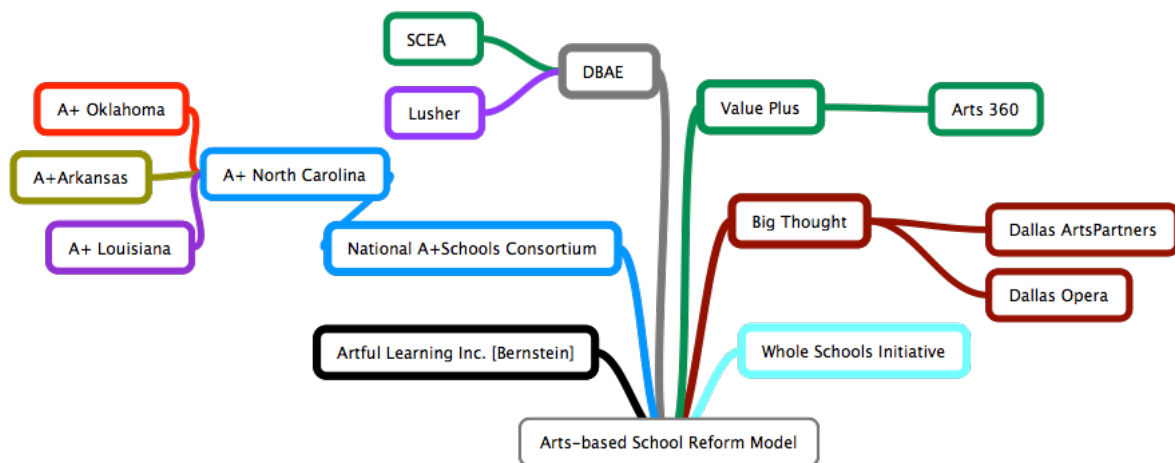 SCEA
DBAE
Lusher
Value Plus
Arts 360
A+ Oklahoma
A+Arkansas
A+ North Carolina
A+ Louisiana
National A+Schools Consortium
Big Thought
Dallas ArtsPartners
Dallas Opera
Artful Learning Inc. [Bernstein]
Whole Schools Initiative
Arts-based School Reform Model